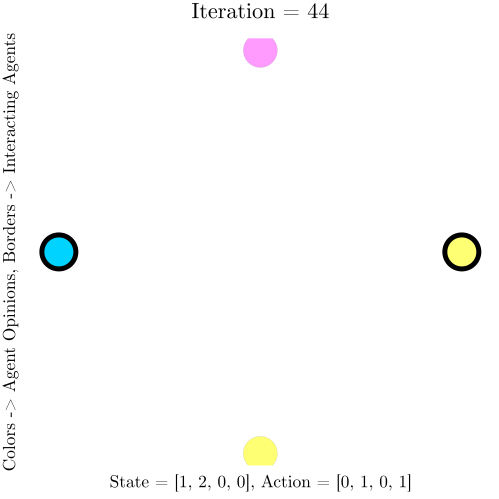 Iteration = 44
Colors -> Agent Opinions, Borders -> Interacting Agents
State = [1, 2, 0, 0], Action = [0, 1, 0, 1]